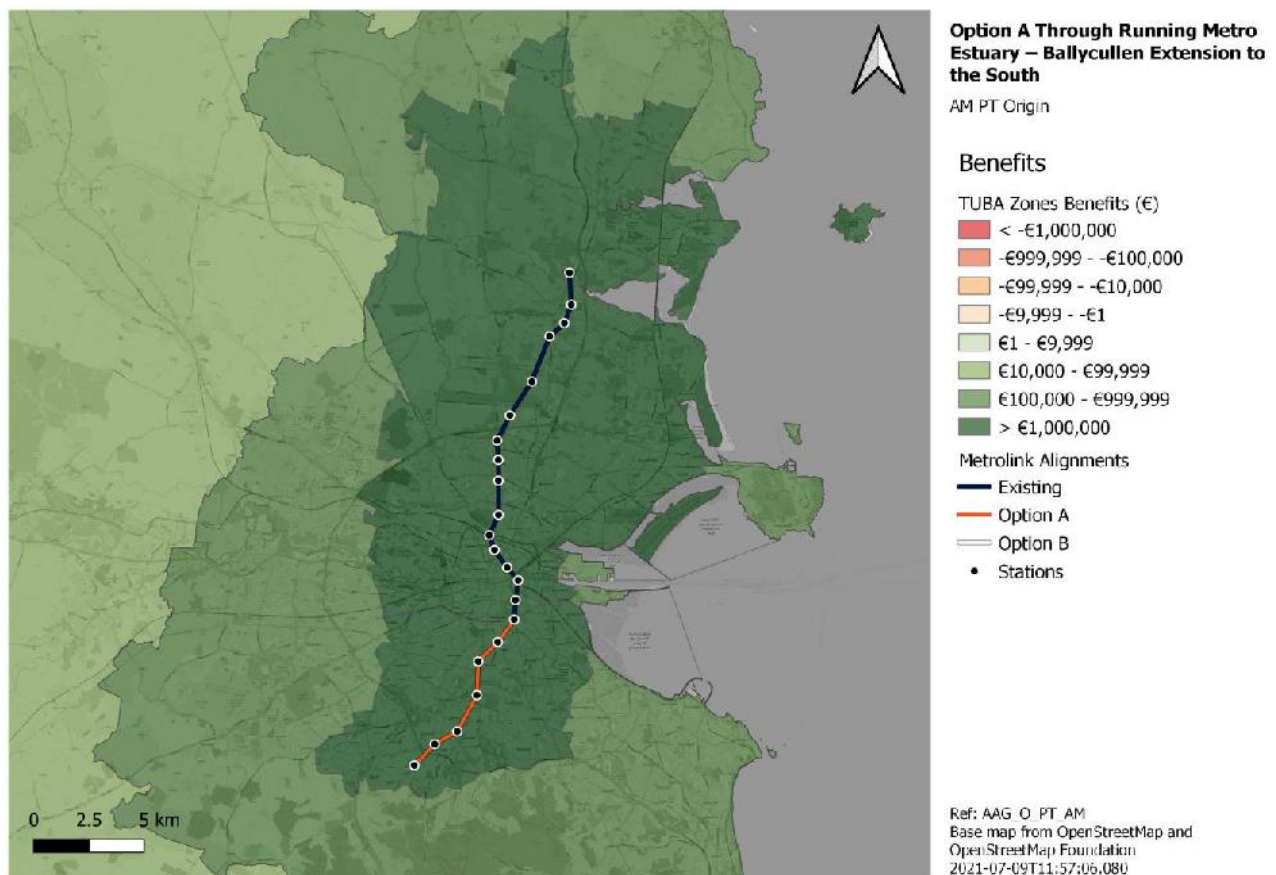 Option A Through Running Metro
Estuary – Ballycullen Extension to
the South
AM PT Origin
Benefits
TUBA Zones Benefits (€)
< -€1,000,000
-€999,999 - -€100,000
-€99,999 - -€10,000
-€9,999 - -€1
€1 - €9,999
€10,000 - €99,999
€100,000 - €999,999
> €1,000,000
Metrolink Alignments
Existing
Option A
Option B
Stations
0 2.5 5 km
Ref: AAG_O_PT_AM
Base map from OpenStreetMap and
OpenStreetMap Foundation
2021-07-09T11:57:06.080